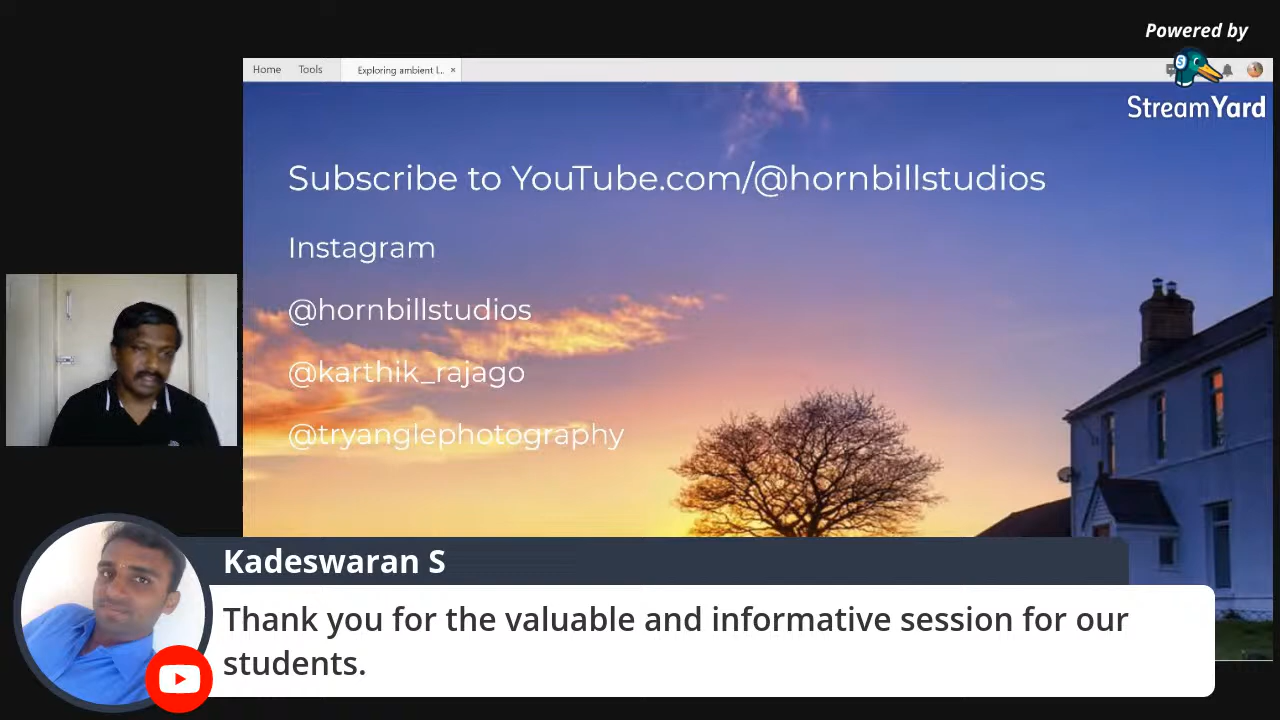 Powered by
StreamYard
Home Tools Exploring ambient l... ×
Subscribe to YouTube.com/@hornbillstudios
Instagram
@hornbillstudios
@karthik_rajago
@tryanglephotography
Kadeswaran S
Thank you for the valuable and informative session for our
students.